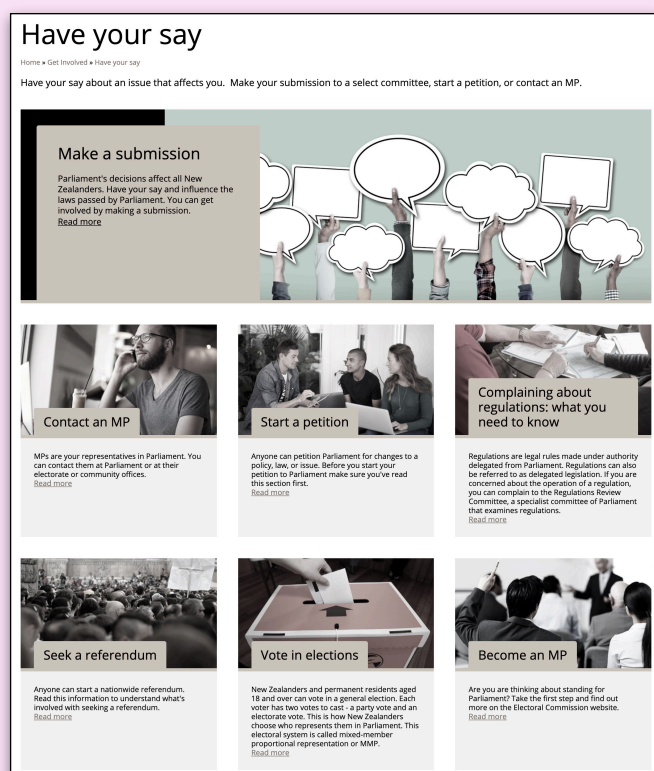 Have your say
Home » Get Involved » Have your say
Have your say about an issue that affects you. Make your submission to a select committee, start a petition, or contact an MP.
Make a submission
Parliament's decisions affect all New
Zealanders. Have your say and influence the
laws passed by Parliament. You can get
involved by making a submission.
Read more
Contact an MP
MPs are your representatives in Parliament. You
can contact them at Parliament or at their
electorate or community offices.
Read more
Start a petition
Anyone can petition Parliament for changes to a
policy, law, or issue. Before you start your
petition to Parliament make sure you've read
this section first.
Read more
Complaining about
regulations: what you
need to know
Regulations are legal rules made under authority
delegated from Parliament. Regulations can also
be referred to as delegated legislation. If you are
concerned about the operation of a regulation,
you can complain to the Regulations Review
Committee, a specialist committee of Parliament
that examines regulations.
Read more
Seek a referendum
Anyone can start a nationwide referendum.
Read this information to understand what's
involved with seeking a referendum.
Read more
Vote in elections
New Zealanders and permanent residents aged
18 and over can vote in a general election. Each
voter has two votes to cast - a party vote and an
electorate vote. This is how New Zealanders
choose who represents them in Parliament. This
electoral system is called mixed-member
proportional representation or MMP.
Read more
Become an MP
Are you are thinking about standing for
Parliament? Take the first step and find out
more on the Electoral Commission website.
Read more